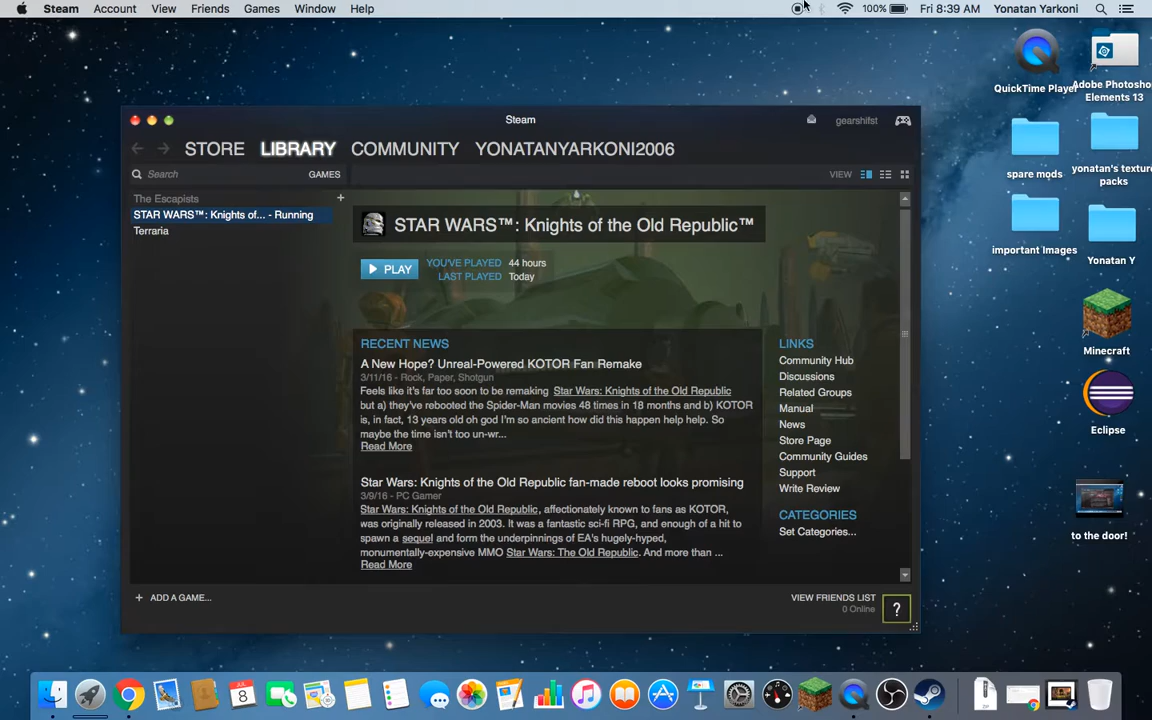 Steam Account View Friends Games Window Help 100% Fri 8:39 AM Yonatan Yarkoni
QuickTime Player
Adobe Photosho
Elements 13
Steam
gearshifst
STORE LIBRARY COMMUNITY YONATANYARKONI2006
Search GAMES VIEW
spare mods
yonatan's texture
packs
The Escapists +
STAR WARS™: Knights of... - Running
Terraria
STAR WARS™: Knights of the Old Republic™
PLAY
YOU'VE PLAYED 44 hours
LAST PLAYED Today
important Images
Yonatan Y
RECENT NEWS
A New Hope? Unreal-Powered KOTOR Fan Remake
3/11/16 - Rock, Paper, Shotgun
Feels like it's far too soon to be remaking Star Wars: Knights of the Old Republic
but a) they've rebooted the Spider-Man movies 48 times in 18 months and b) KOTOR
is, in fact, 13 years old oh god I'm so ancient how did this happen help help. So
maybe the time isn't too un-wr...
Read More
Star Wars: Knights of the Old Republic fan-made reboot looks promising
3/9/16 - PC Gamer
Star Wars: Knights of the Old Republic, affectionately known to fans as KOTOR,
was originally released in 2003. It was a fantastic sci-fi RPG, and enough of a hit to
spawn a sequel and form the underpinnings of EA's hugely-hyped,
monumentally-expensive MMO Star Wars: The Old Republic. And more than ...
Read More
LINKS
Community Hub
Discussions
Related Groups
Manual
News
Store Page
Community Guides
Support
Write Review
CATEGORIES
Set Categories...
Minecraft
Eclipse
to the door!
+ ADD A GAME...
VIEW FRIENDS LIST
0 Online
?
JUL
8